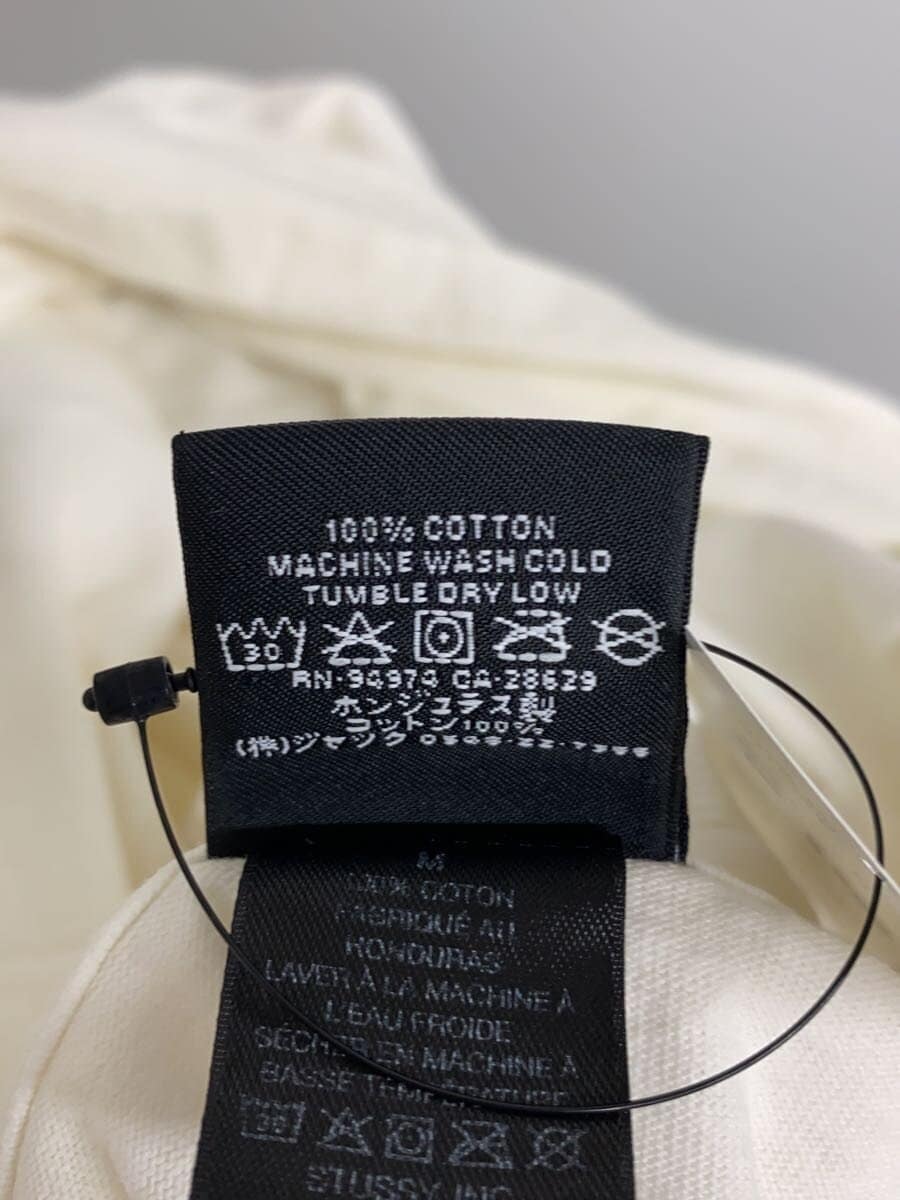 100% COTTON
MACHINE WASH COLD
TUMBLE DRY LOW
30
RN-94974 CA-28629
ホンジュラス製
コットン100%
(株)ジャック
M
100% COTON
FABRIQUÉ AU
HONDURAS
LAVER À LA MACHINE À
L'EAU FROIDE
SÉCHER EN MACHINE À
BASSE TEMPÉRATURE
STUSSY INC